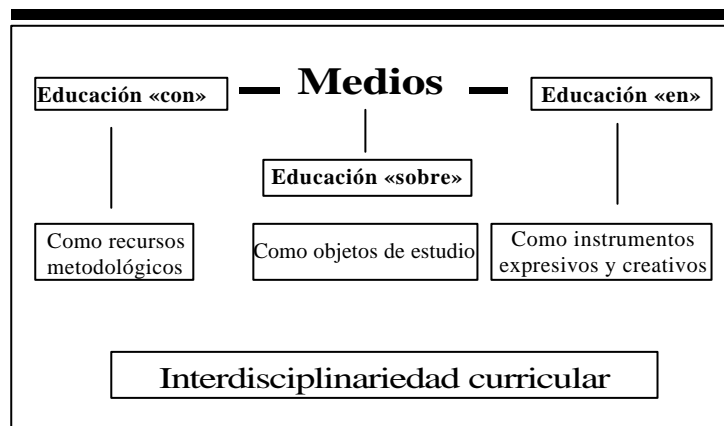 Medios
Educación «con»
Educación «en»
Educación «sobre»
Como recursos
metodológicos
Como objetos de estudio
Como instrumentos
expresivos y creativos
Interdisciplinariedad curricular